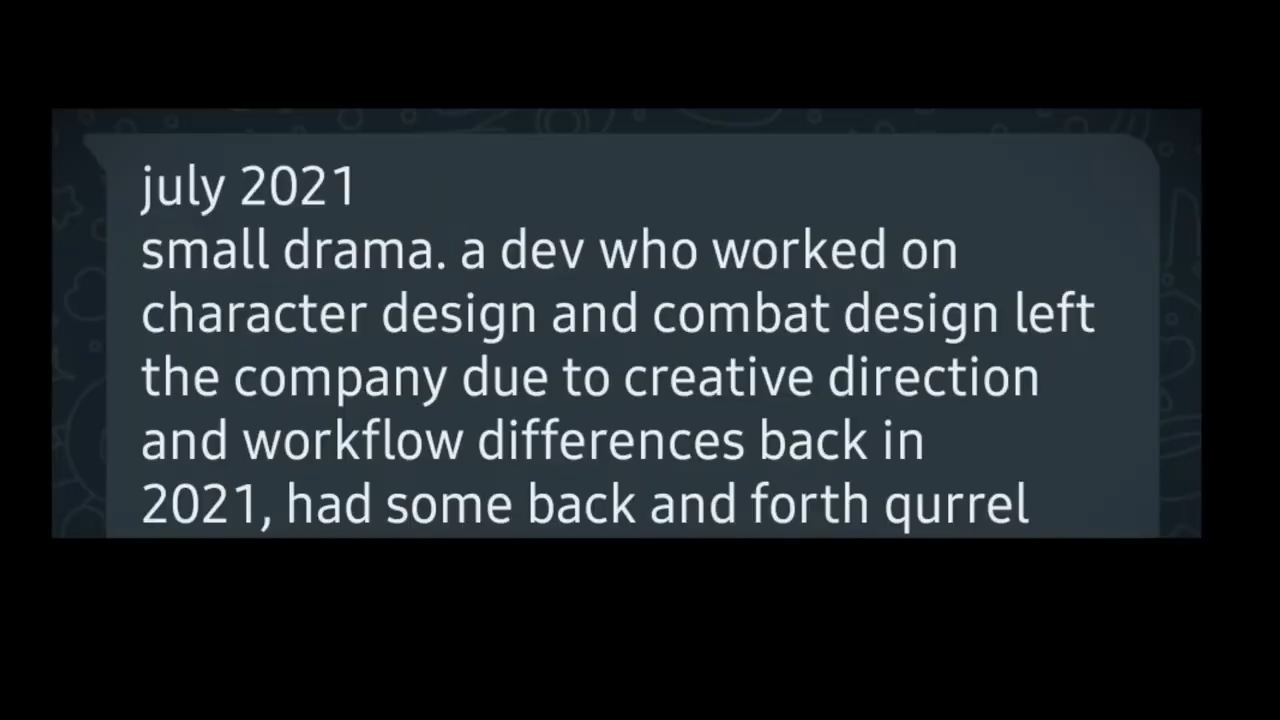 july 2021
small drama. a dev who worked on
character design and combat design left
the company due to creative direction
and workflow differences back in
2021, had some back and forth qurrel